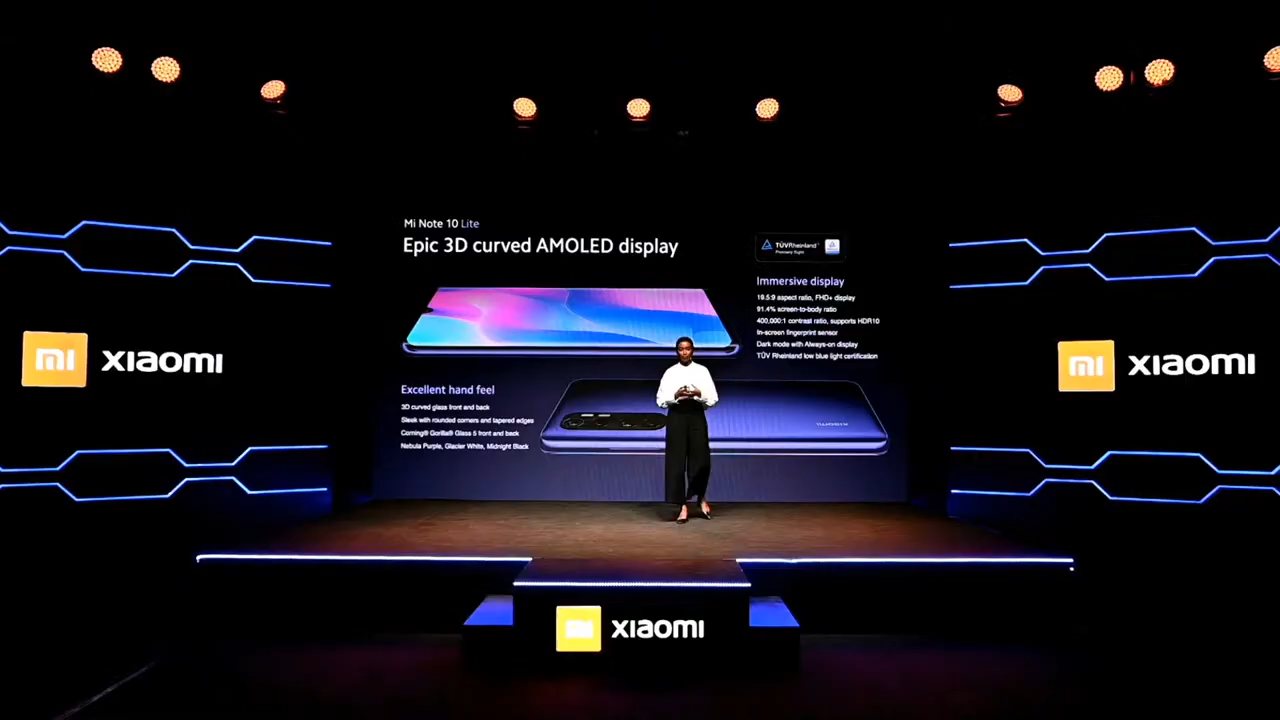 Mi Note 10 Lite
Epic 3D curved AMOLED display
TÜVRheinland
Immersive display
19.5:9 aspect ratio, FHD+ display
91.4% screen-to-body ratio
400,000:1 contrast ratio, supports HDR10
In-screen fingerprint sensor
Dark mode with Always-on display
TÜV Rheinland low blue light certification
Excellent hand feel
3D curved glass front and back
Sleek with rounded corners and tapered edges
Corning® Gorilla® Glass 5 front and back
Nebula Purple, Glacier White, Midnight Black
XIAOMI
mi xiaomi
mi xiaomi
mi xiaomi